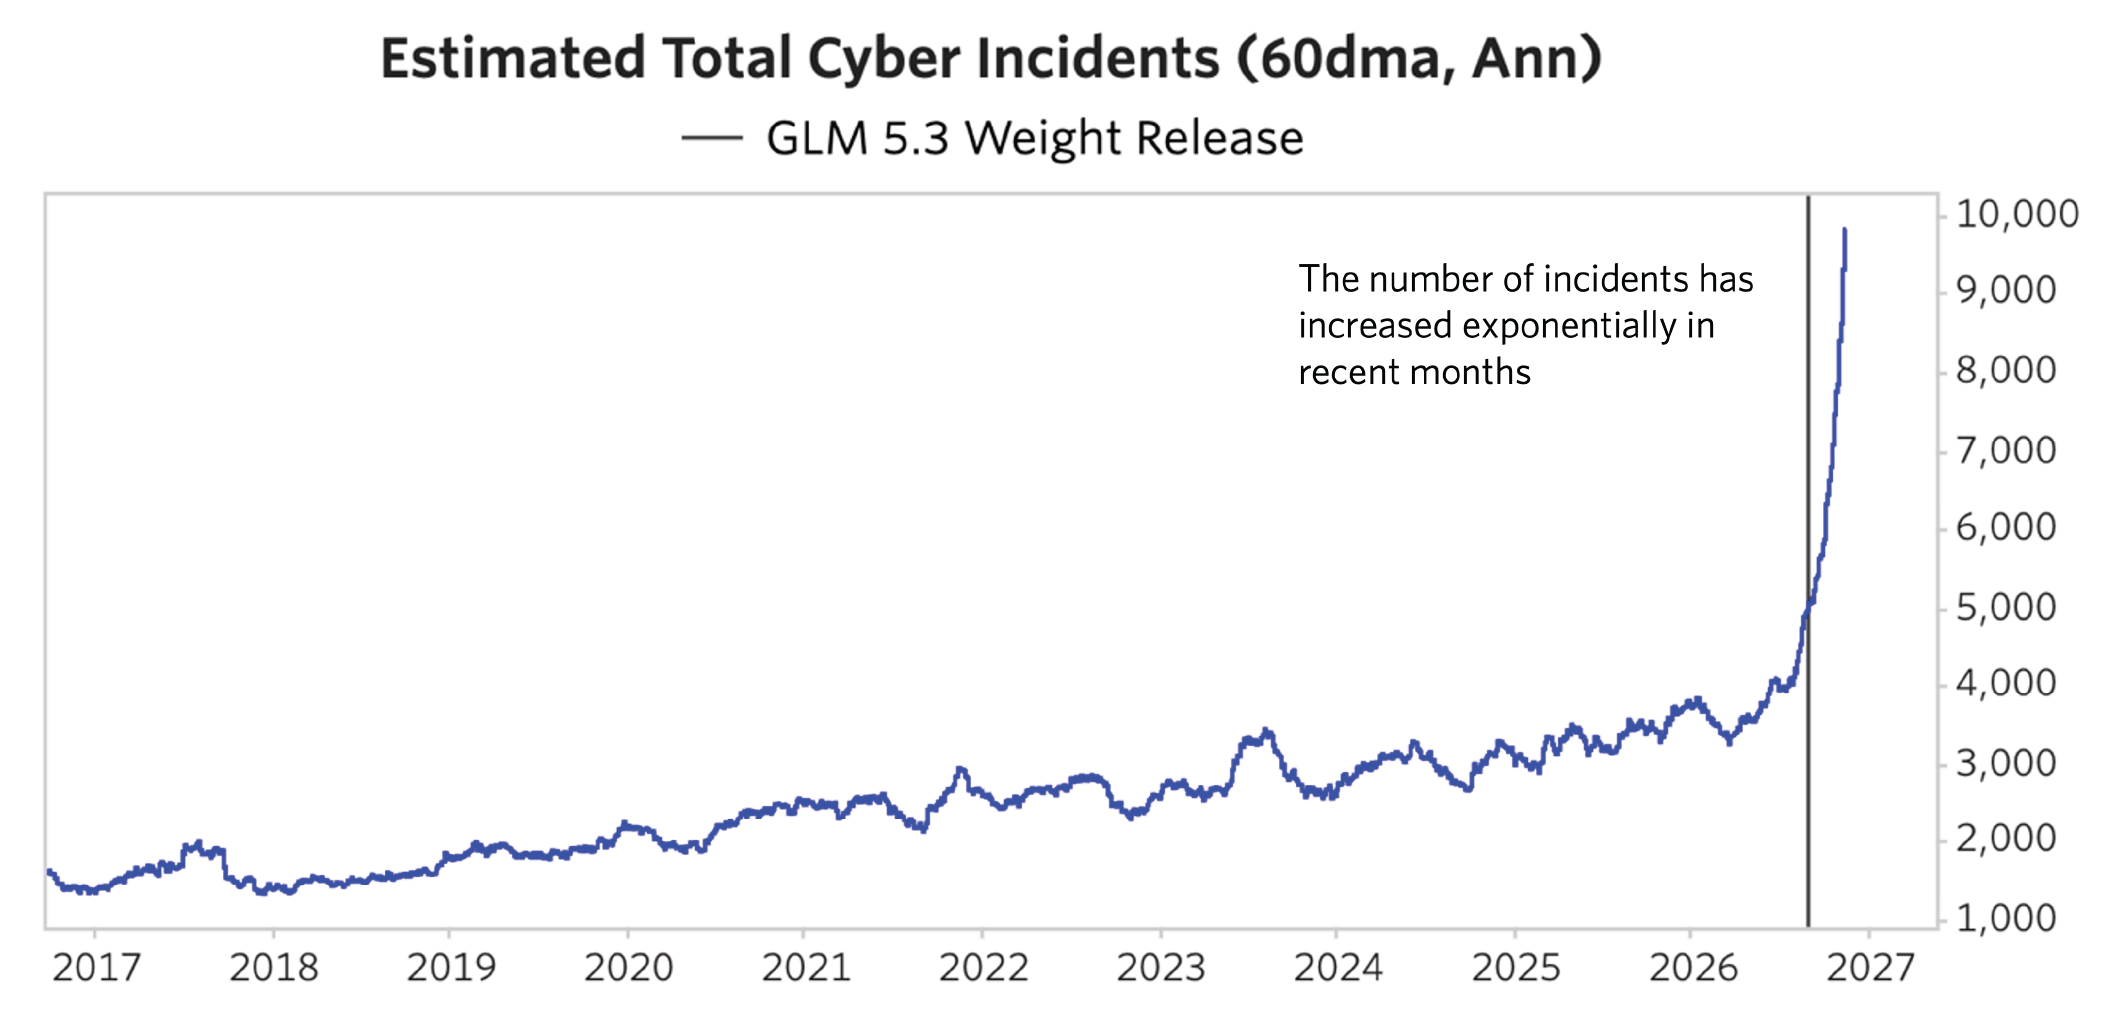 Estimated Total Cyber Incidents (60dma, Ann)
GLM 5.3 Weight Release
The number of incidents has
increased exponentially in
recent months
10,000
9,000
8,000
7,000
6,000
5,000
4,000
3,000
2,000
1,000
2017 2018 2019 2020 2021 2022 2023 2024 2025 2026 2027